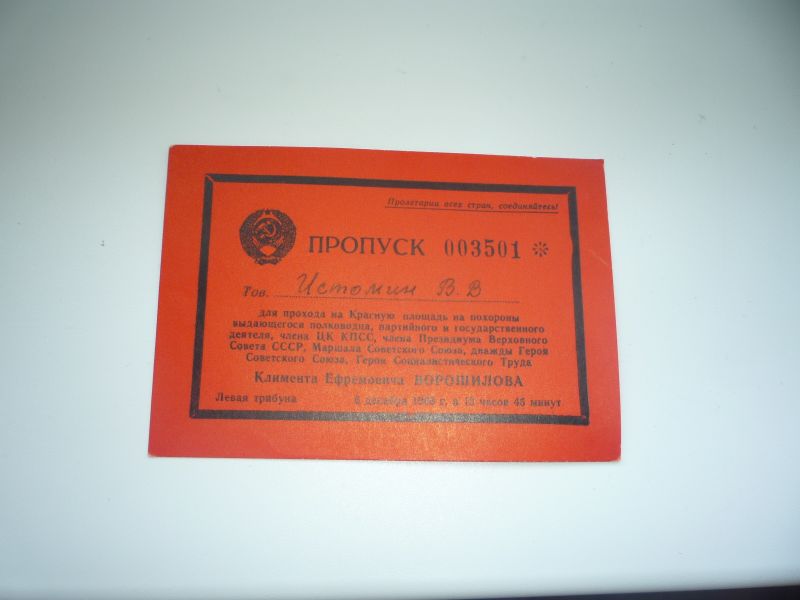 Пролетарии всех стран, соединяйтесь!
ПРОПУСК 003501 *
Тов. Истомин В.В
для прохода на Красную площадь на похороны
выдающегося полководца, партийного и государственного
деятеля, члена ЦК КПСС, члена Президиума Верховного
Совета СССР, Маршала Советского Союза, дважды Героя
Советского Союза, Героя Социалистического Труда
Климента Ефремовича ВОРОШИЛОВА
Левая трибуна
декабря г. в часов 45 минут